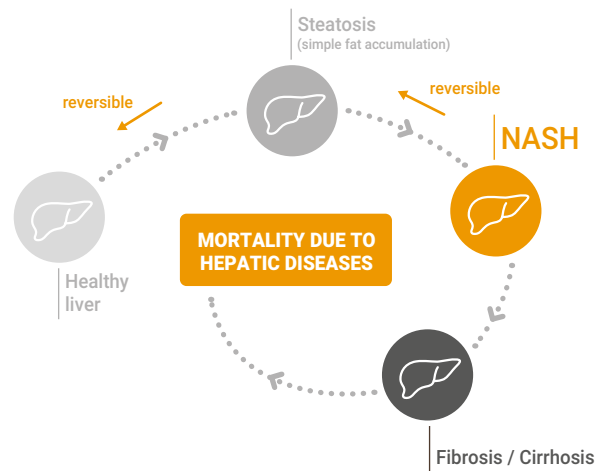 Steatosis
(simple fat accumulation)
reversible
reversible
NASH
MORTALITY DUE TO
HEPATIC DISEASES
Healthy
liver
Fibrosis / Cirrhosis